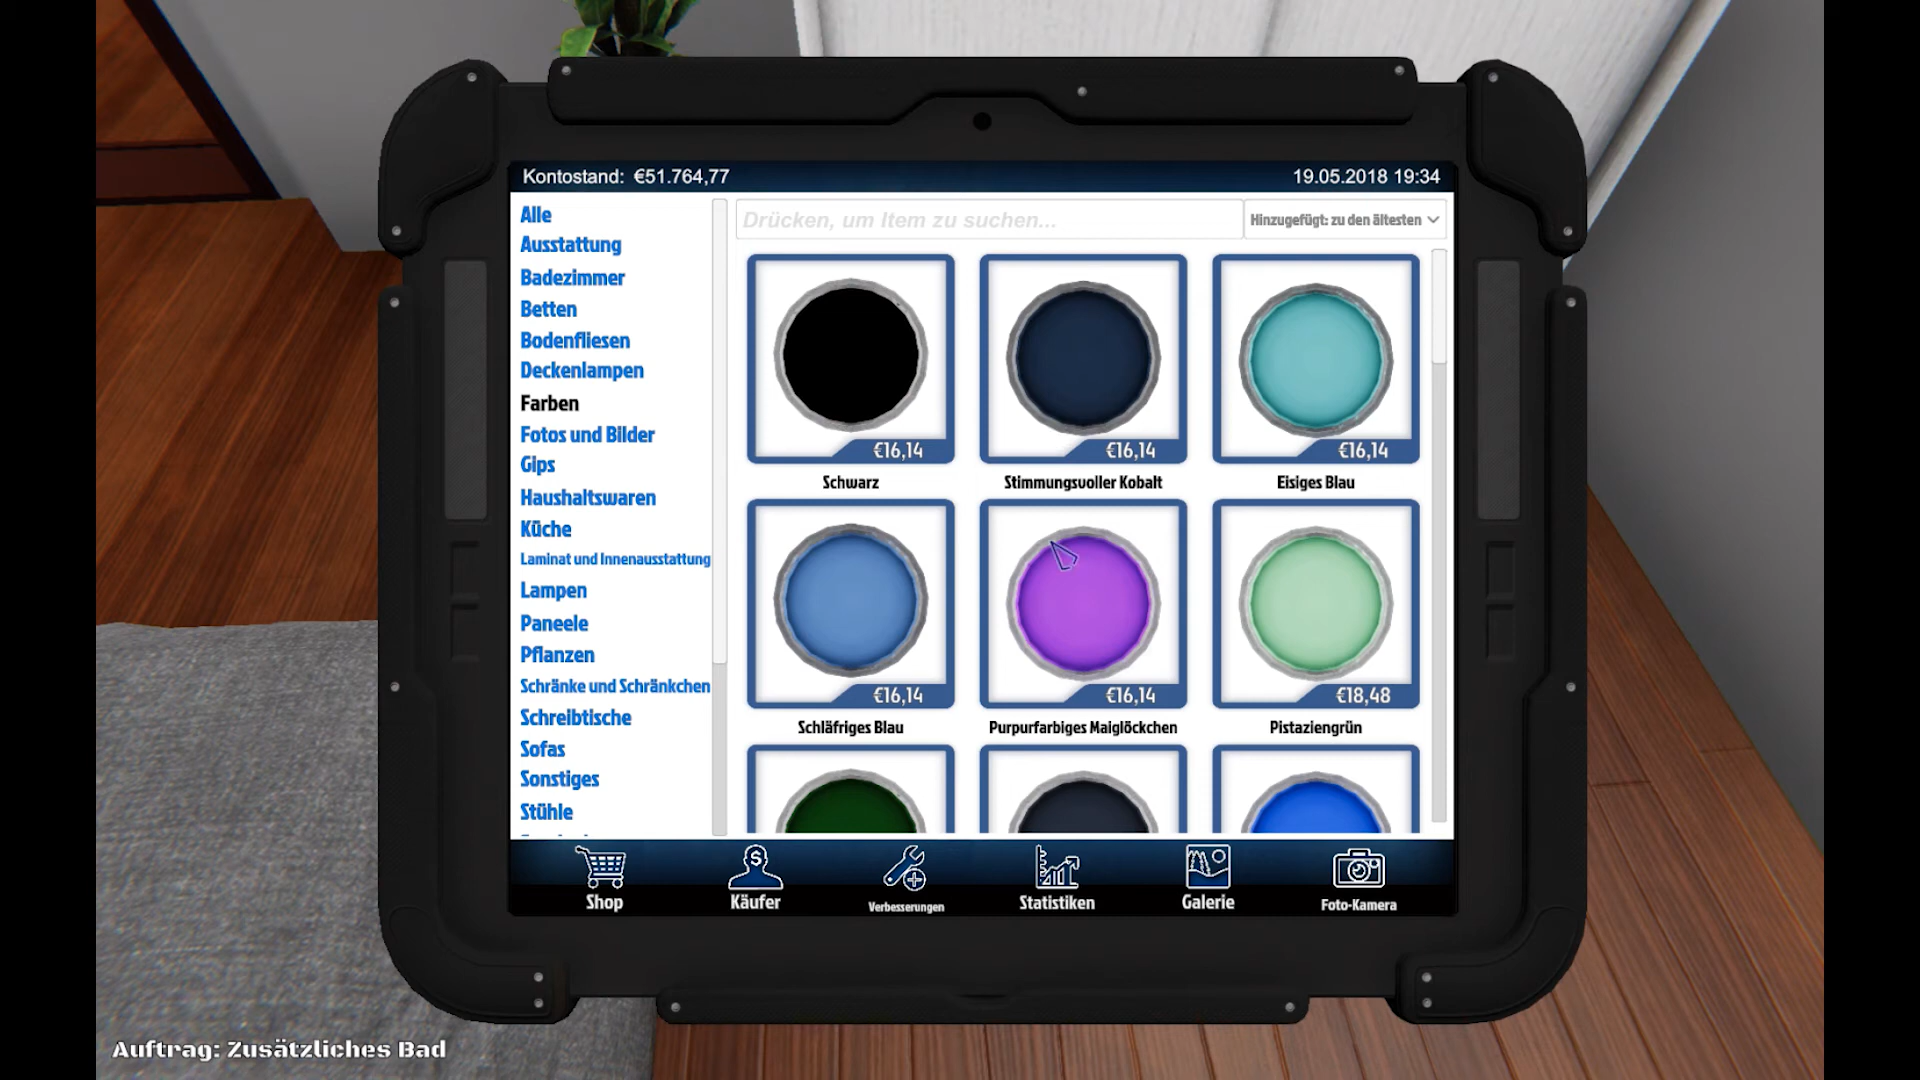 Kontostand: €51.764,77
19.05.2018 19:34
Alle
Ausstattung
Badezimmer
Betten
Bodenfliesen
Deckenlampen
Farben
Fotos und Bilder
Gips
Haushaltswaren
Küche
Laminat und Innenausstattung
Lampen
Paneele
Pflanzen
Schränke und Schränkchen
Schreibtische
Sofas
Sonstiges
Stühle
Drücken, um Item zu suchen...
Hinzugefügt: zu den ältesten
€16,14
€16,14
€16,14
Schwarz
Stimmungsvoller Kobalt
Eisiges Blau
€16,14
€16,14
€18,48
Schläfriges Blau
Purpurfarbiges Maiglöckchen
Pistaziengrün
Shop
Käufer
Verbesserungen
Statistiken
Galerie
Foto-Kamera
Auftrag: Zusätzliches Bad